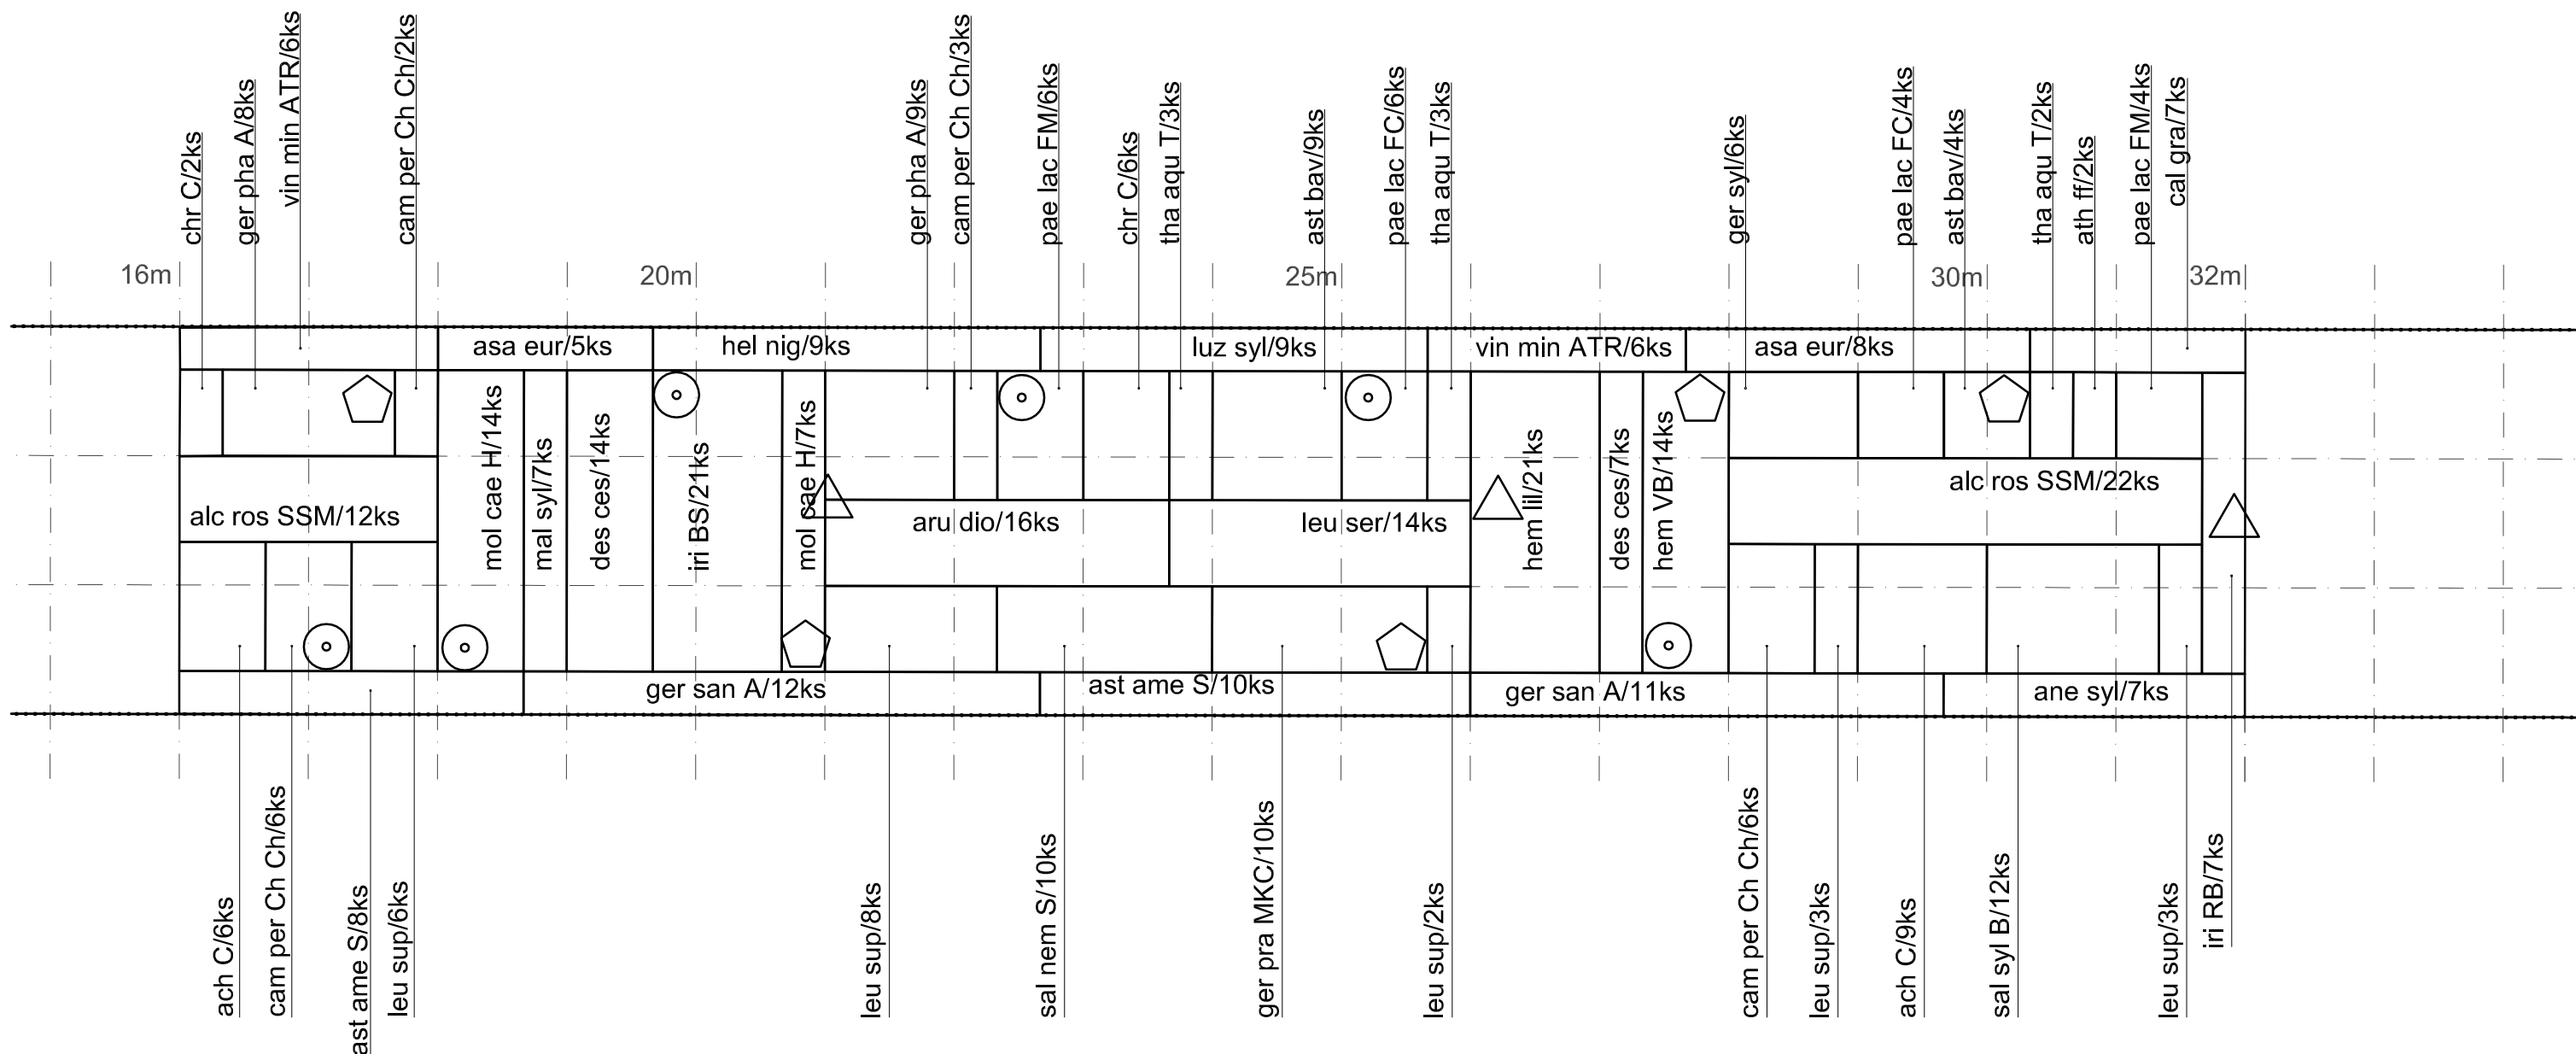 chr C/2ks
ger pha A/8ks
vin min ATR/6ks
cam per Ch Ch/2ks
ger pha A/9ks
cam per Ch Ch/3ks
pae lac FM/6ks
chr C/6ks
tha aqu T/3ks
ast bav/9ks
pae lac FC/6ks
tha aqu T/3ks
ger syl/6ks
pae lac FC/4ks
ast bav/4ks
tha aqu T/2ks
ath ff/2ks
pae lac FM/4ks
cal gra/7ks
16m
20m
25m
30m
32m
asa eur/5ks
hel nig/9ks
luz syl/9ks
vin min ATR/6ks
asa eur/8ks
alc ros SSM/12ks
mol cae H/14ks
mal syl/7ks
des ces/14ks
iri BS/21ks
mol cae H/7ks
aru dio/16ks
leu ser/14ks
hem lil/21ks
des ces/7ks
hem VB/14ks
alc ros SSM/22ks
ger san A/12ks
ast ame S/10ks
ger san A/11ks
ane syl/7ks
ach C/6ks
cam per Ch Ch/6ks
ast ame S/8ks
leu sup/6ks
leu sup/8ks
sal nem S/10ks
ger pra MKC/10ks
leu sup/2ks
cam per Ch Ch/6ks
leu sup/3ks
ach C/9ks
sal syl B/12ks
leu sup/3ks
iri RB/7ks